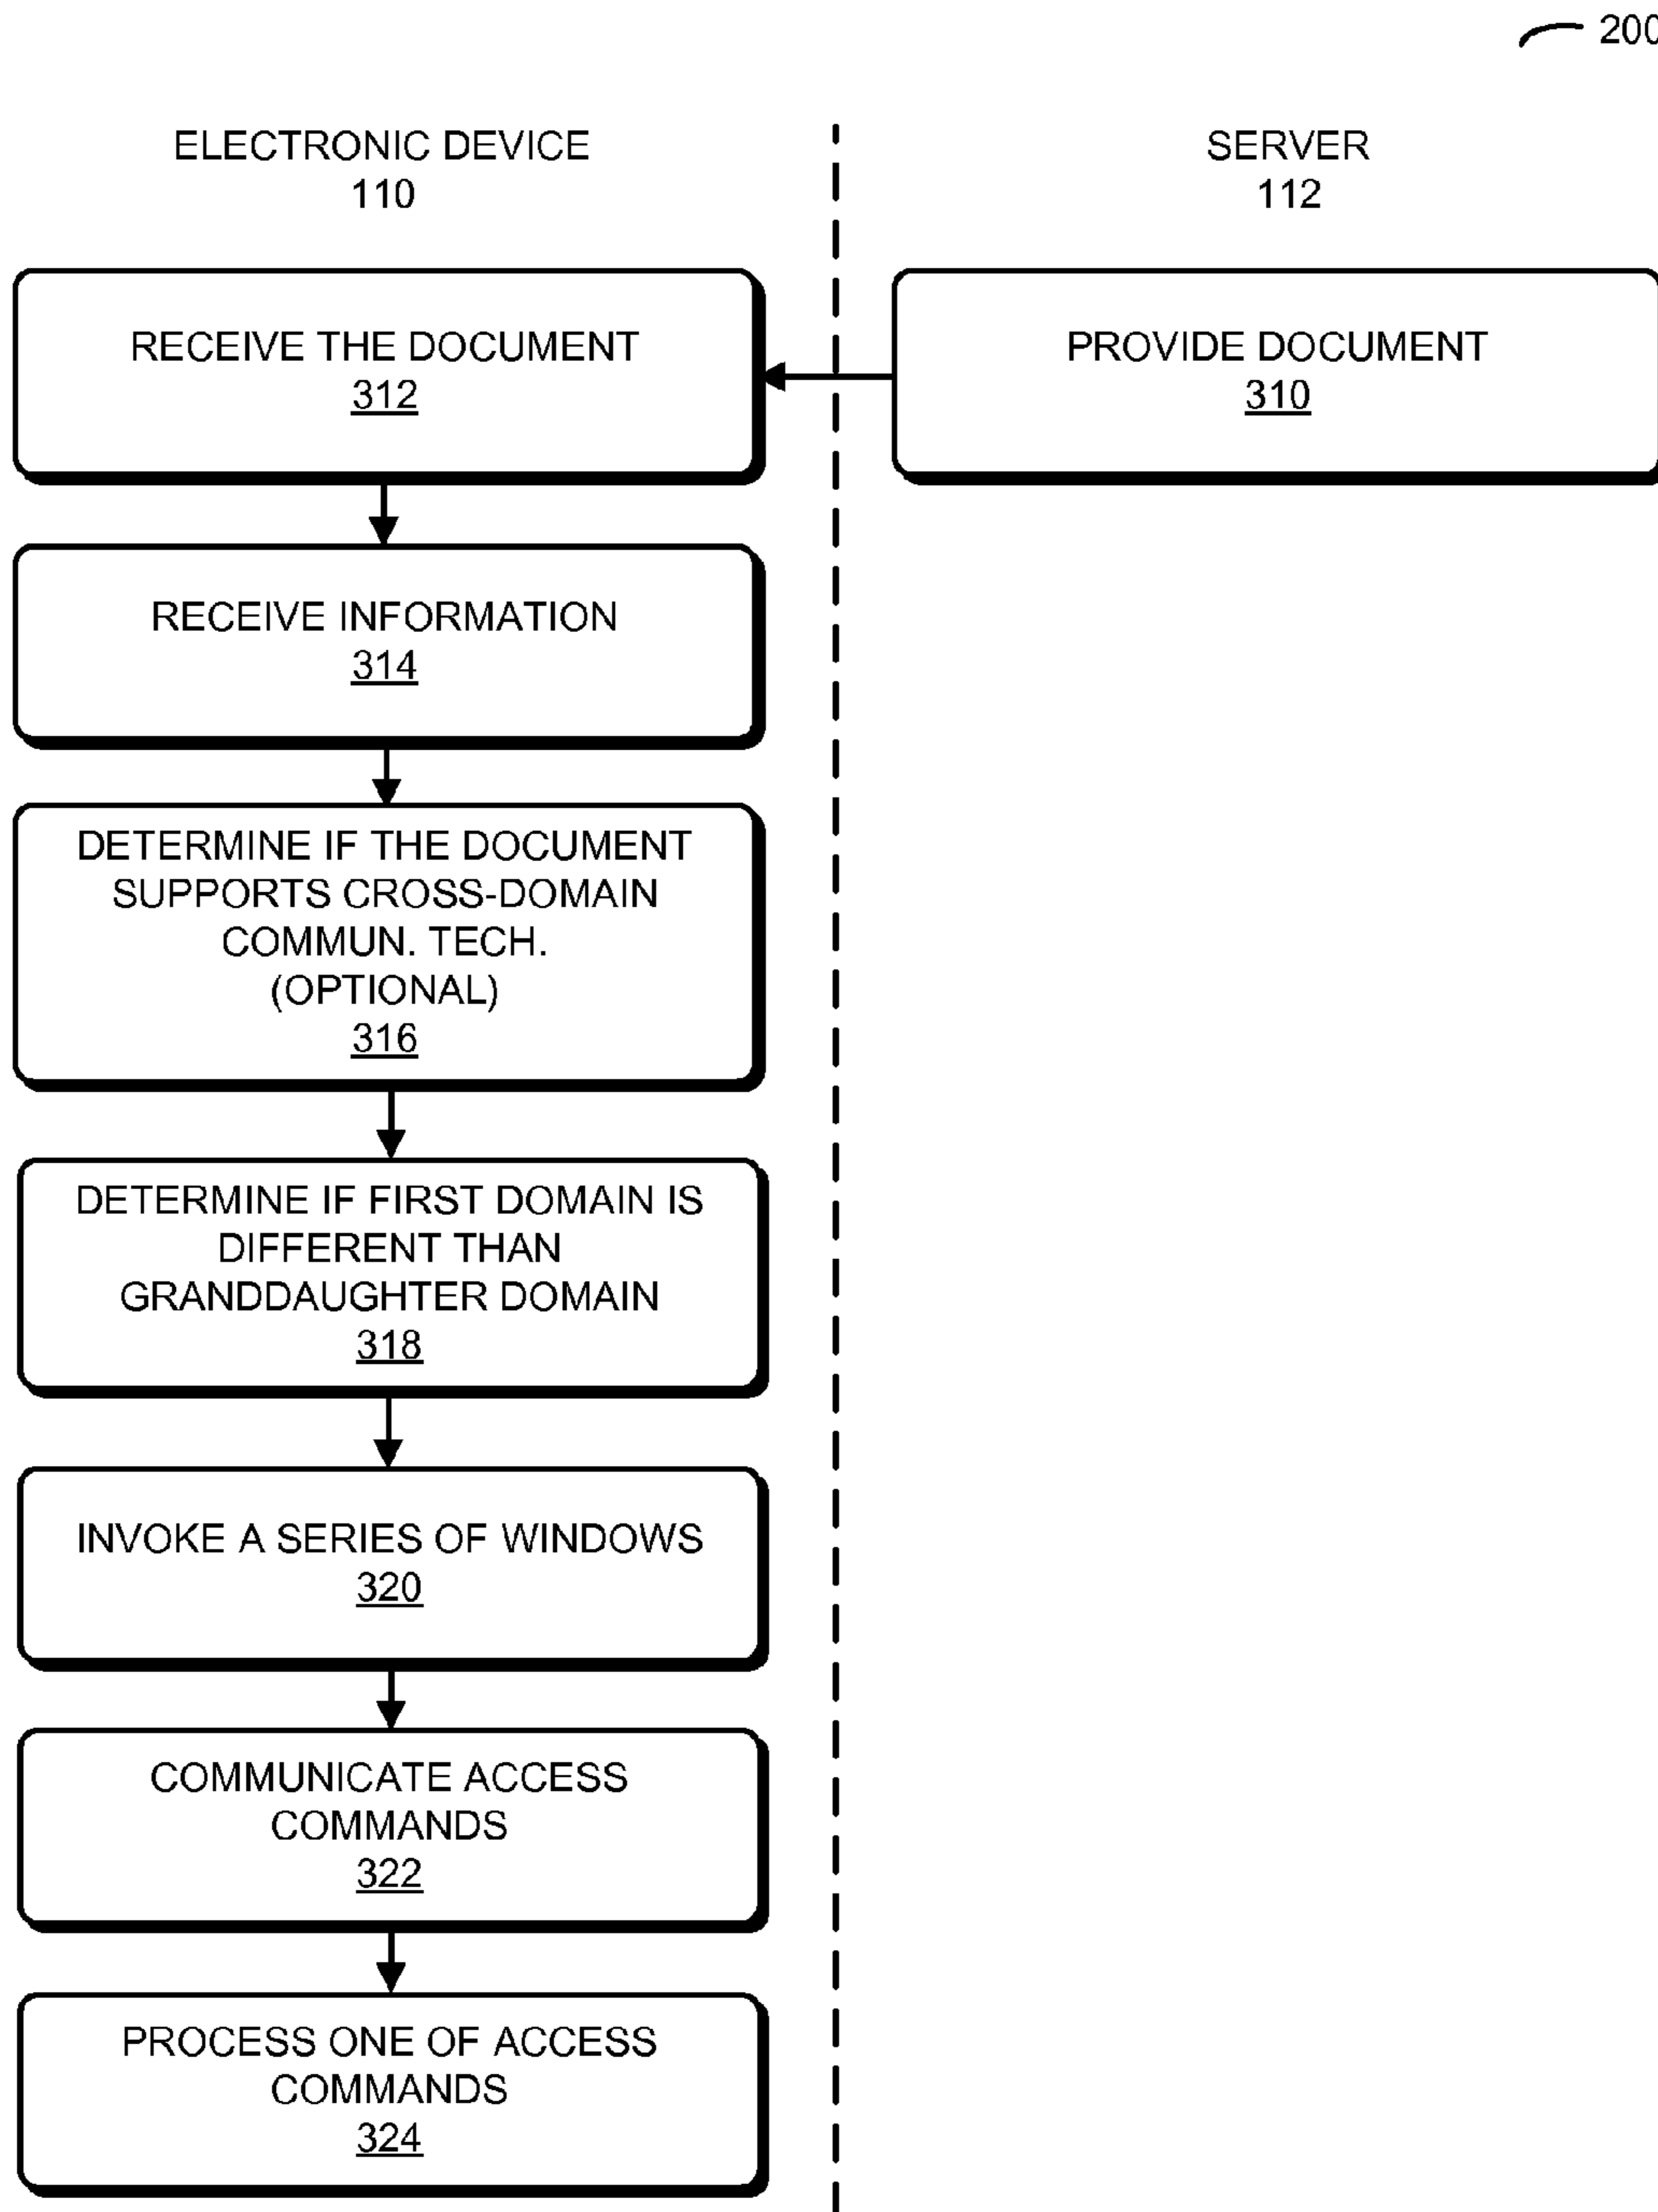 200
ELECTRONIC DEVICE
110
SERVER
112
RECEIVE THE DOCUMENT
312
PROVIDE DOCUMENT
310
RECEIVE INFORMATION
314
DETERMINE IF THE DOCUMENT
SUPPORTS CROSS-DOMAIN
COMMUN. TECH.
(OPTIONAL)
316
DETERMINE IF FIRST DOMAIN IS
DIFFERENT THAN
GRANDDAUGHTER DOMAIN
318
INVOKE A SERIES OF WINDOWS
320
COMMUNICATE ACCESS
COMMANDS
322
PROCESS ONE OF ACCESS
COMMANDS
324